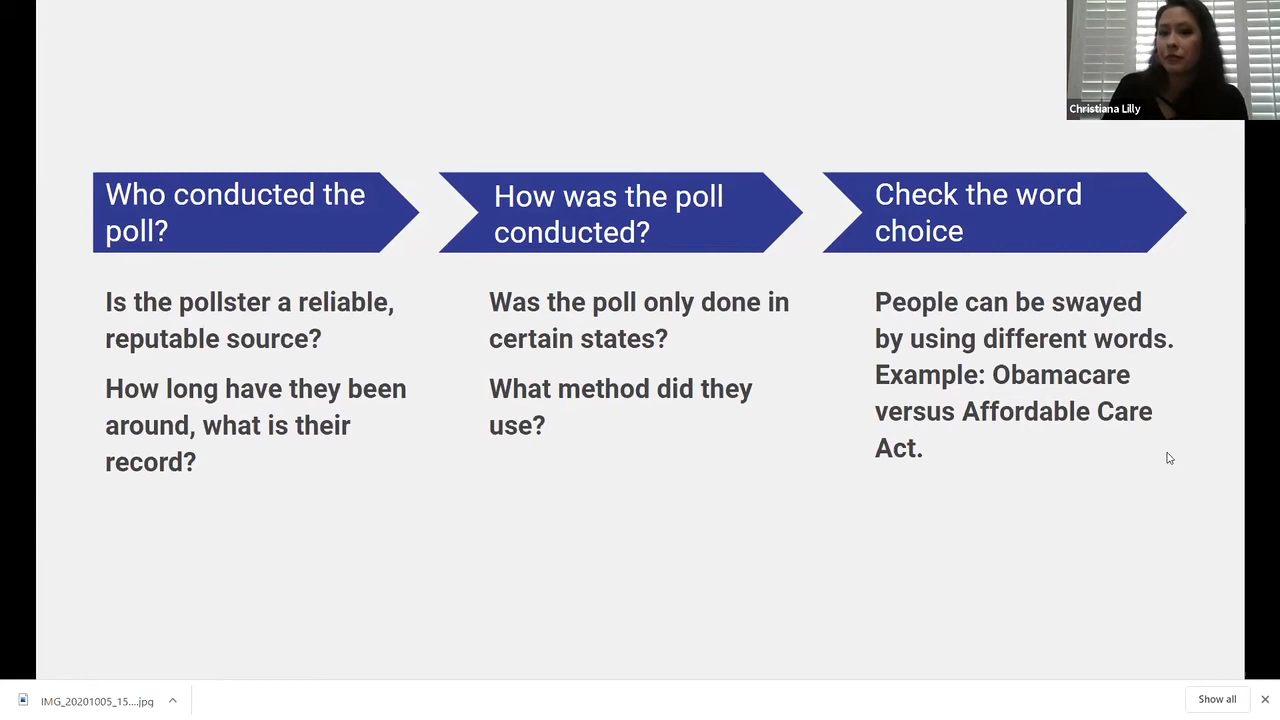 Christiana Lilly
Who conducted the
poll?
Is the pollster a reliable,
reputable source?
How long have they been
around, what is their
record?
How was the poll
conducted?
Was the poll only done in
certain states?
What method did they
use?
Check the word
choice
People can be swayed
by using different words.
Example: Obamacare
versus Affordable Care
Act.
IMG_20201005_15....jpg
Show all